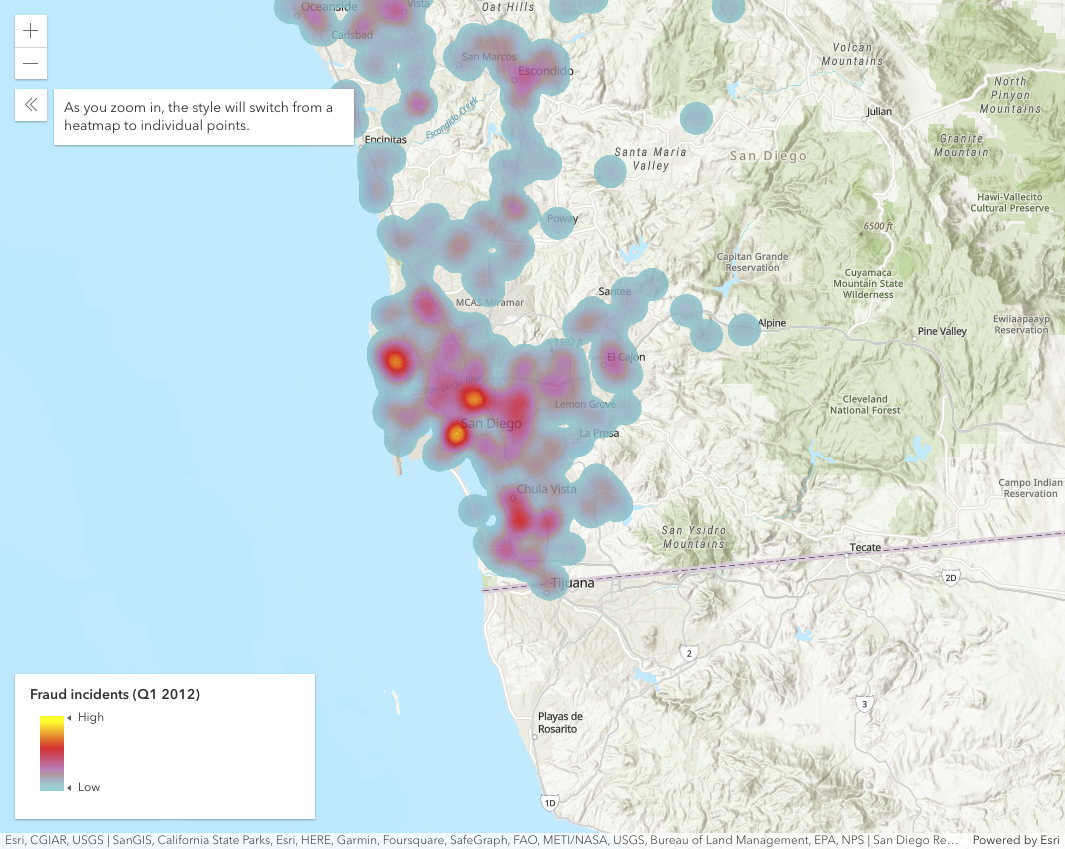 Oceanside
Vista
Oat Hills
Carlsbad
San Marcos
Escondido
Volcan
Mountains
North
Pinyon
Mountains
As you zoom in, the style will switch from a
heatmap to individual points.
Escondido Creek
Encinitas
Julian
Santa María
Valley
San Diego
Granite
Mountain
Hawi-Vallecito
Cultural Preserve
Poway
6500 ft
Capitan Grande
Reservation
Cuyamaca
Mountain State
Wilderness
Santee
MCAS Miramar
Alpine
Pine Valley
Ewiiaapaayp
Reservation
1592 ft
El Cajon
San Diego Riv
Lemon Grove
Cleveland
National Forest
San Diego
La Presa
Chula Vista
Campo Indian
Reservation
San Ysidro
Mountains
Tecate
Tijuana
2D
2
Fraud incidents (Q1 2012)
High
Low
3
Playas de
Rosarito
1D
Esri, CGIAR, USGS | SanGIS, California State Parks, Esri, HERE, Garmin, Foursquare, SafeGraph, FAO, METI/NASA, USGS, Bureau of Land Management, EPA, NPS | San Diego Re…
Powered by Esri